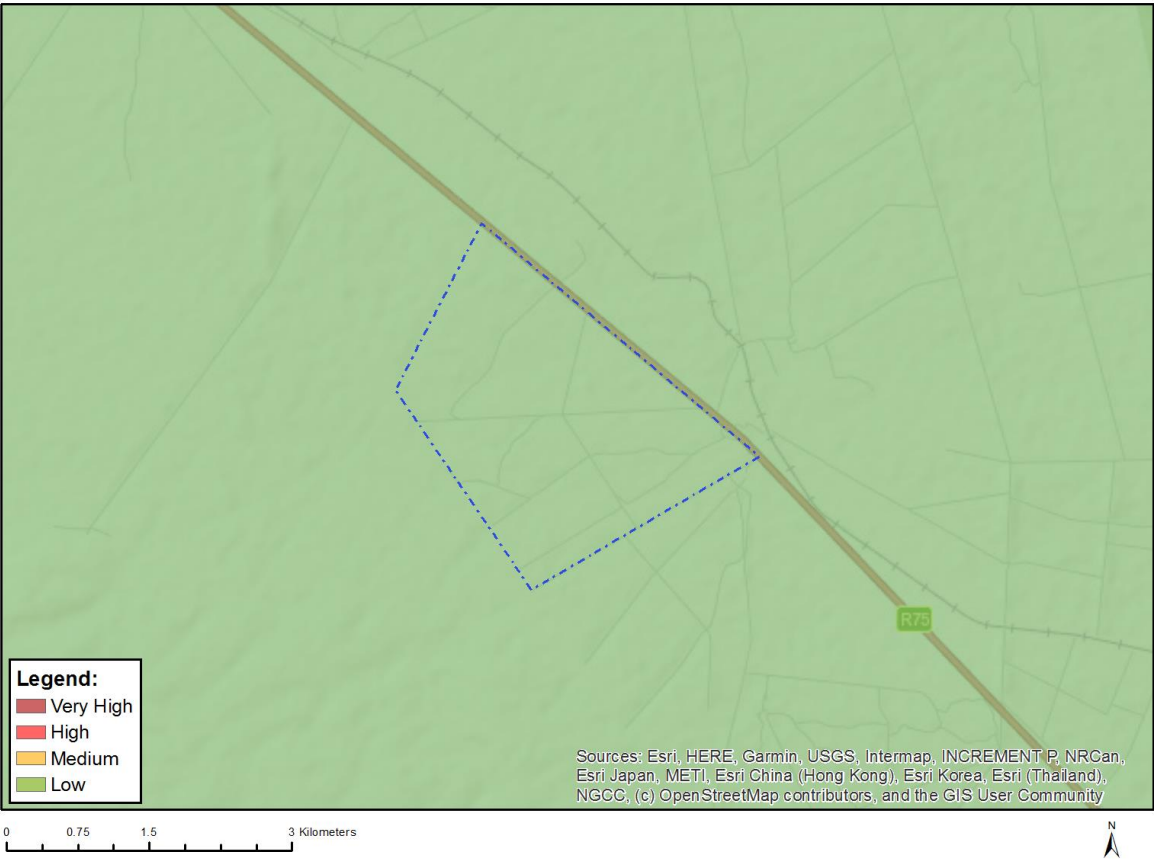 R75
Legend:
Very High
High
Medium
Low
Sources: Esri, HERE, Garmin, USGS, Intermap, INCREMENT P, NRCan,
Esri Japan, METI, Esri China (Hong Kong), Esri Korea, Esri (Thailand),
NGCC, (c) OpenStreetMap contributors, and the GIS User Community
0 0.75 1.5 3 Kilometers
N